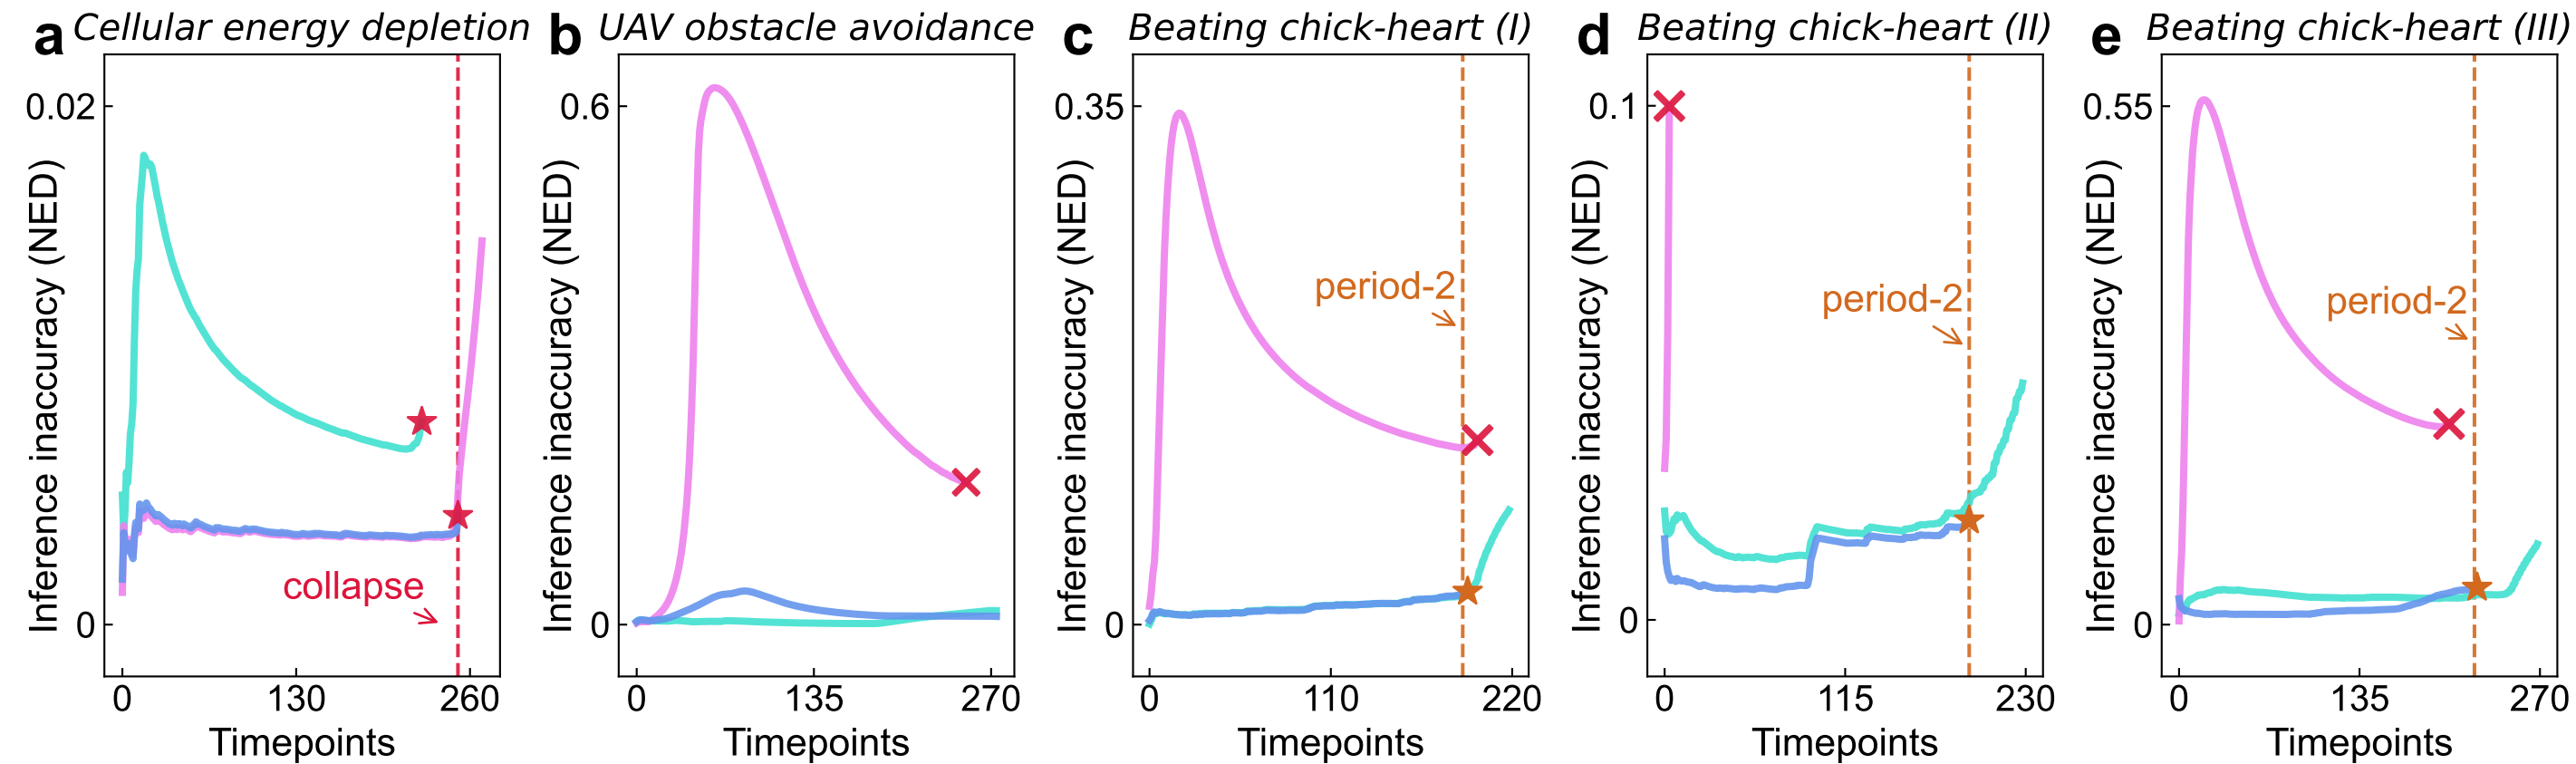 a Cellular energy depletion
Inference inaccuracy (NED)
0.02
0
collapse
0 130 260
Timepoints
b UAV obstacle avoidance
Inference inaccuracy (NED)
0.6
0
0 135 270
Timepoints
c Beating chick-heart (I)
Inference inaccuracy (NED)
0.35
period-2
0
0 110 220
Timepoints
d Beating chick-heart (II)
Inference inaccuracy (NED)
0.1
period-2
0
0 115 230
Timepoints
e Beating chick-heart (III)
Inference inaccuracy (NED)
0.55
period-2
0
0 135 270
Timepoints